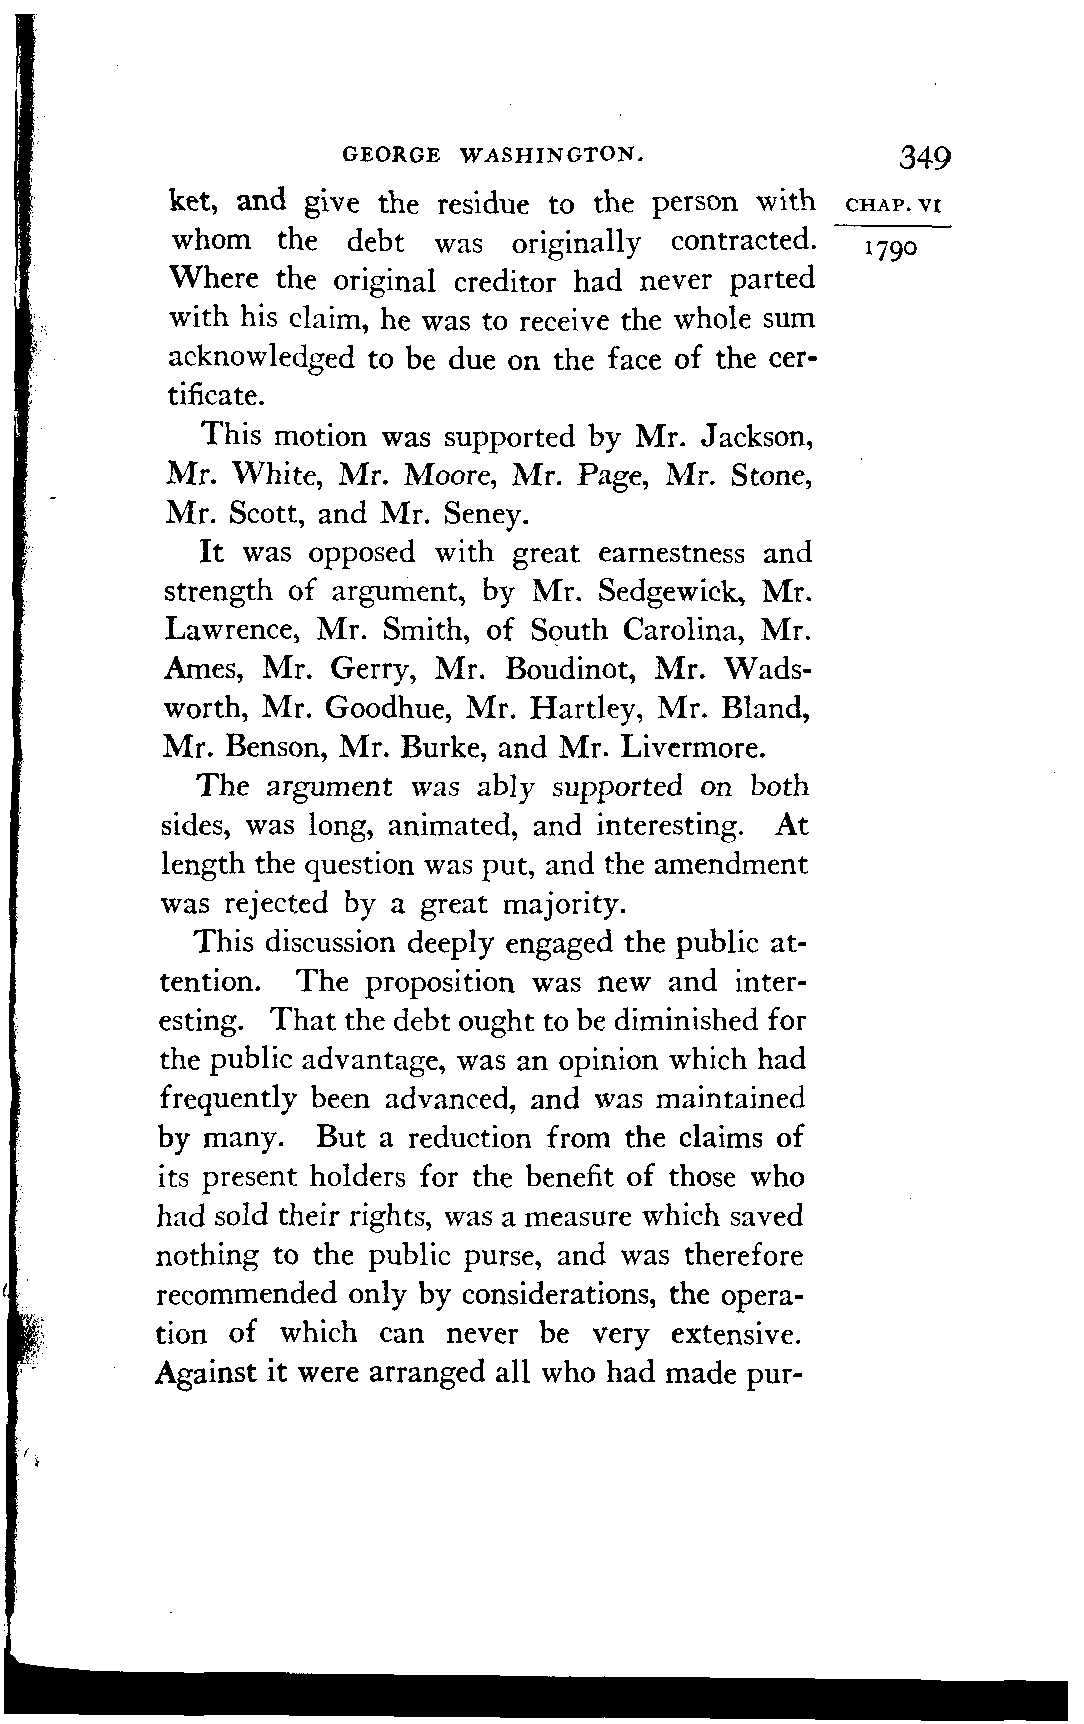 GEORGE WASHINGTON. 349
ket, and give the residue to the person with CHAP. VI
whom the debt was originally contracted. 1790
Where the original creditor had never parted
with his claim, he was to receive the whole sum
acknowledged to be due on the face of the cer-
tificate.
This motion was supported by Mr. Jackson,
Mr. White, Mr. Moore, Mr. Page, Mr. Stone,
Mr. Scott, and Mr. Seney.
It was opposed with great earnestness and
strength of argument, by Mr. Sedgewick, Mr.
Lawrence, Mr. Smith, of South Carolina, Mr.
Ames, Mr. Gerry, Mr. Boudinot, Mr. Wads-
worth, Mr. Goodhue, Mr. Hartley, Mr. Bland,
Mr. Benson, Mr. Burke, and Mr. Livermore.
The argument was ably supported on both
sides, was long, animated, and interesting. At
length the question was put, and the amendment
was rejected by a great majority.
This discussion deeply engaged the public at-
tention. The proposition was new and inter-
esting. That the debt ought to be diminished for
the public advantage, was an opinion which had
frequently been advanced, and was maintained
by many. But a reduction from the claims of
its present holders for the benefit of those who
had sold their rights, was a measure which saved
nothing to the public purse, and was therefore
recommended only by considerations, the opera-
tion of which can never be very extensive.
Against it were arranged all who had made pur-